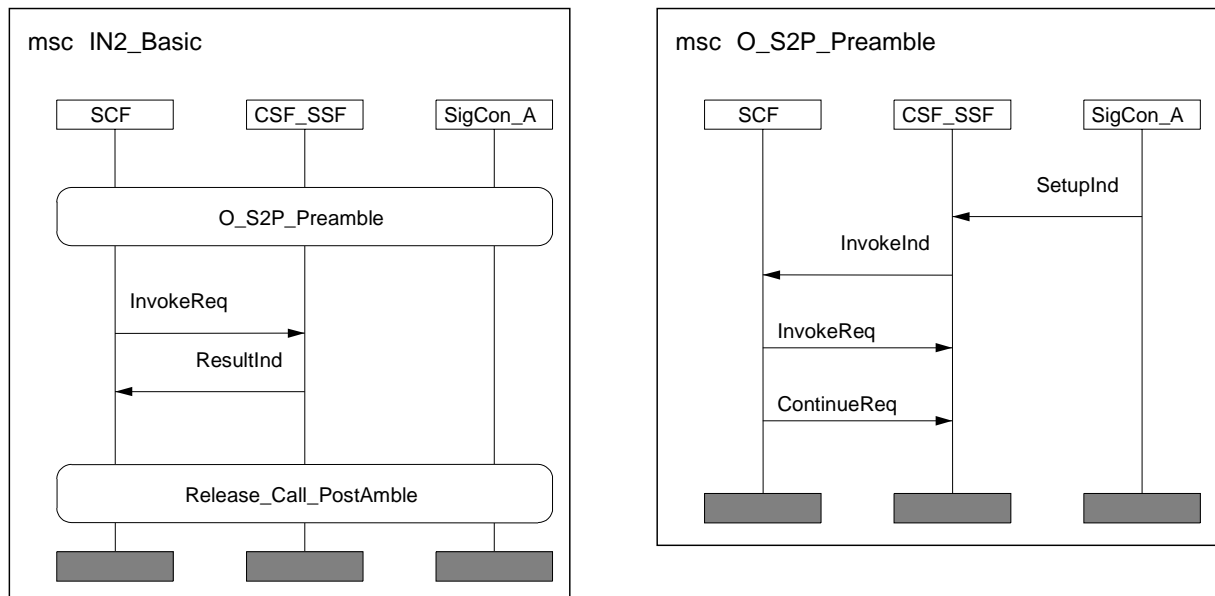 msc IN2_Basic
SCF CSF_SSF SigCon_A
O_S2P_Preamble
InvokeReq
ResultInd
Release_Call_PostAmble
msc O_S2P_Preamble
SCF CSF_SSF SigCon_A
SetupInd
InvokeInd
InvokeReq
ContinueReq